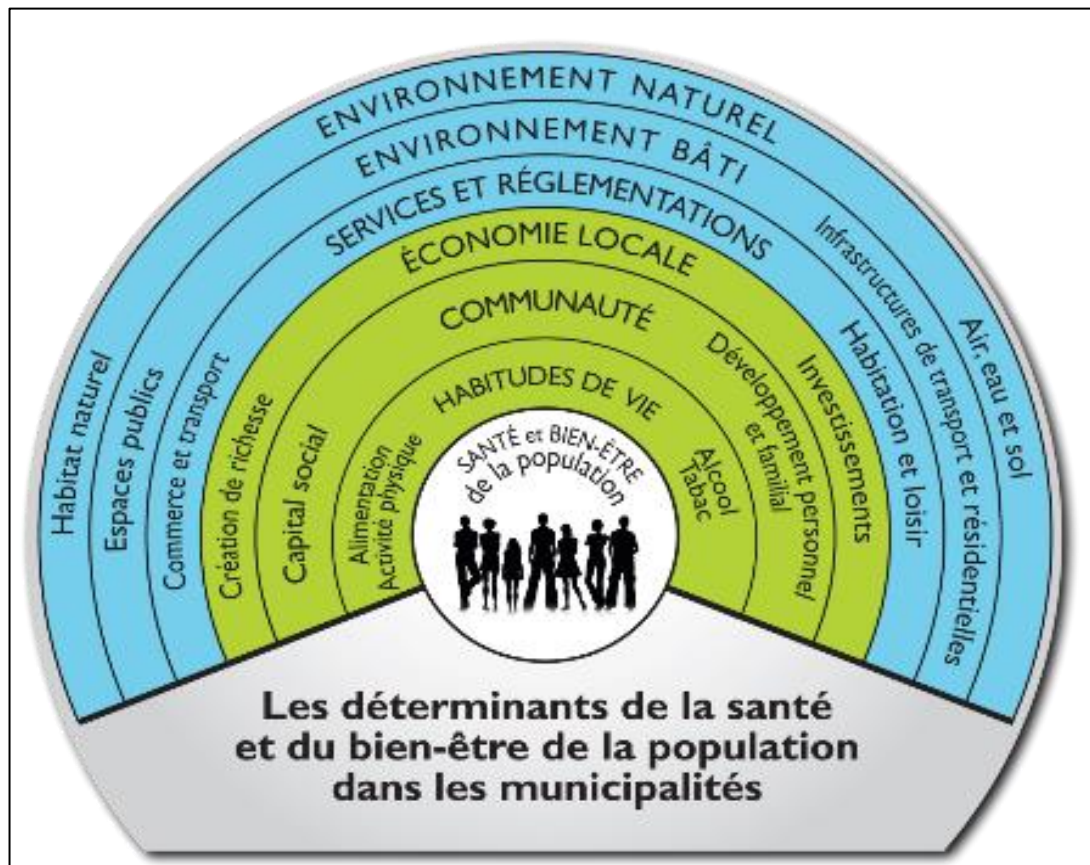 ENVIRONNEMENT NATUREL
Habitat naturel
Air, eau et sol
ENVIRONNEMENT BÂTI
Espaces publics
Infrastructures de transport et résidentielles
SERVICES ET RÉGLEMENTATIONS
Commerce et transport
Habitation et loisir
ÉCONOMIE LOCALE
Création de richesse
Investissements
COMMUNAUTÉ
Capital social
Développement personnel
et familial
HABITUDES DE VIE
Alimentation
Activité physique
Alcool
Tabac
SANTÉ et BIEN-ÊTRE
de la population
Les déterminants de la santé
et du bien-être de la population
dans les municipalités